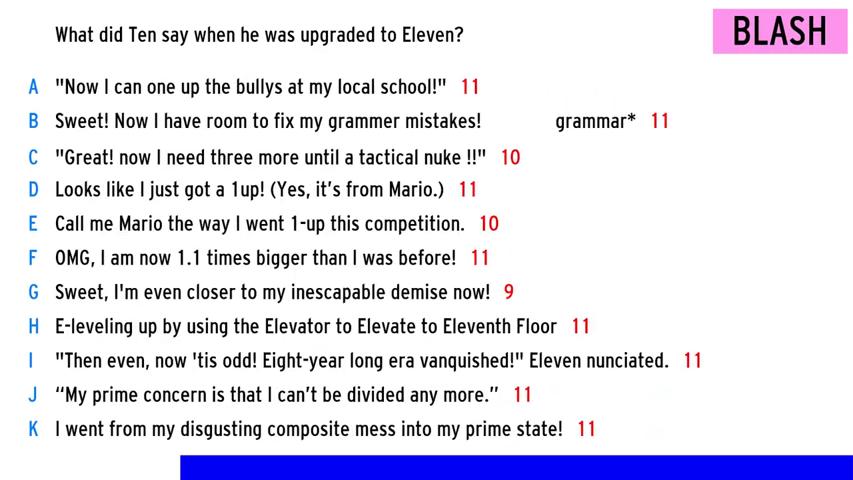 What did Ten say when he was upgraded to Eleven?
BLASH
A "Now I can one up the bullys at my local school!" 11
B Sweet! Now I have room to fix my grammer mistakes! grammar* 11
C "Great! now I need three more until a tactical nuke !!" 10
D Looks like I just got a 1up! (Yes, it’s from Mario.) 11
E Call me Mario the way I went 1-up this competition. 10
F OMG, I am now 1.1 times bigger than I was before! 11
G Sweet, I'm even closer to my inescapable demise now! 9
H E-leveling up by using the Elevator to Elevate to Eleventh Floor 11
I "Then even, now 'tis odd! Eight-year long era vanquished!" Eleven nunciated. 11
J “My prime concern is that I can’t be divided any more.” 11
K I went from my disgusting composite mess into my prime state! 11